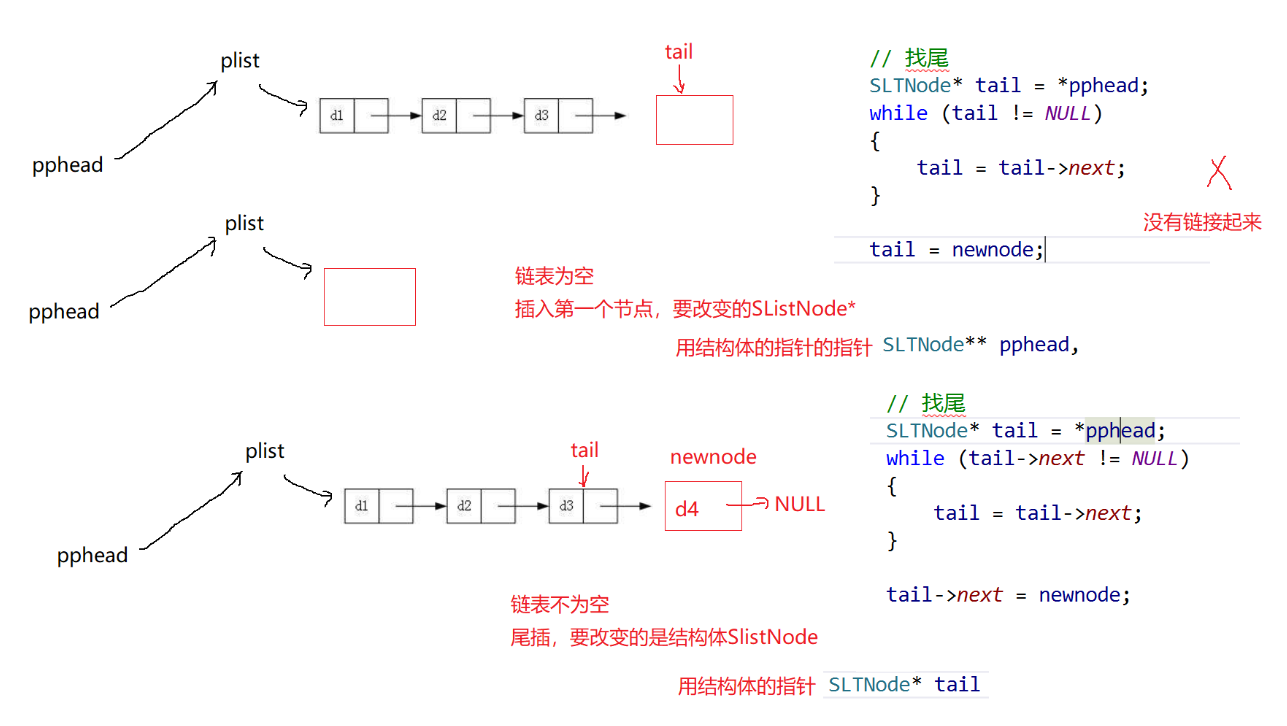 plist
tail
d1
d2
d3
pphead
// 找尾
SLTNode* tail = *pphead;
while (tail != NULL)
{
tail = tail->next;
}
没有链接起来
tail = newnode;
plist
pphead
链表为空
插入第一个节点，要改变的SListNode*
用结构体的指针的指针 SLTNode** pphead,
plist
tail
newnode
d1
d2
d3
d4
NULL
pphead
// 找尾
SLTNode* tail = *pphead;
while (tail->next != NULL)
{
tail = tail->next;
}
tail->next = newnode;
链表不为空
尾插，要改变的是结构体SlistNode
用结构体的指针 SLTNode* tail